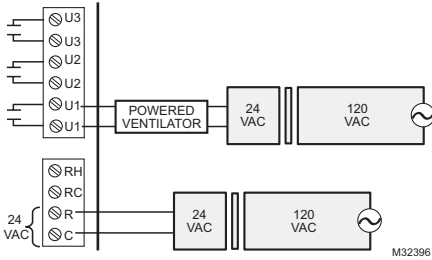 U3
U3
U2
U2
U1
U1
POWERED
VENTILATOR
24
VAC
120
VAC
RH
RC
R
C
24
VAC
24
VAC
120
VAC
M32396